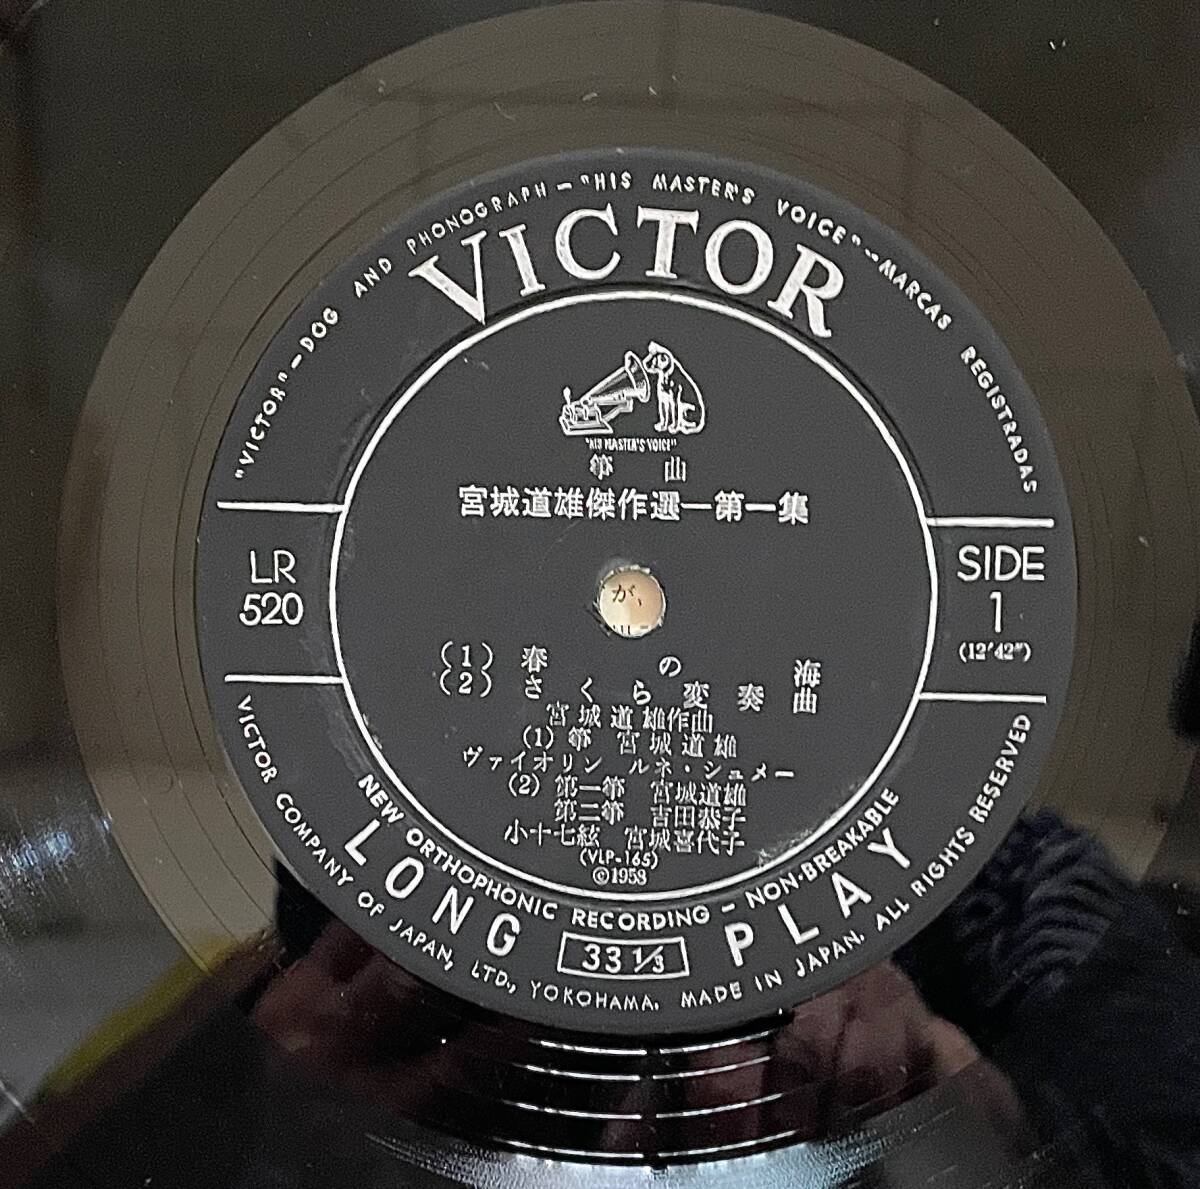 "VICTOR"–DOG AND PHONOGRAPH–"HIS MASTER'S VOICE"–MARCAS REGISTRADAS
VICTOR
"HIS MASTER'S VOICE"
箏曲
宮城道雄傑作選ー第一集
LR
520
SIDE
1
(12'42")
が、
(1) 春の海
(2) さくら変奏曲
宮城道雄作曲
(1) 箏 宮城道雄
ヴァイオリン ルネ・シュメー
(2) 第一箏 宮城道雄
第二箏 吉田恭子
小十七絃 宮城喜代子
(VLP-165)
©1958
NEW ORTHOPHONIC RECORDING – NON-BREAKABLE
LONG PLAY
33 1/3
VICTOR COMPANY OF JAPAN, LTD., YOKOHAMA. MADE IN JAPAN. ALL RIGHTS RESERVED